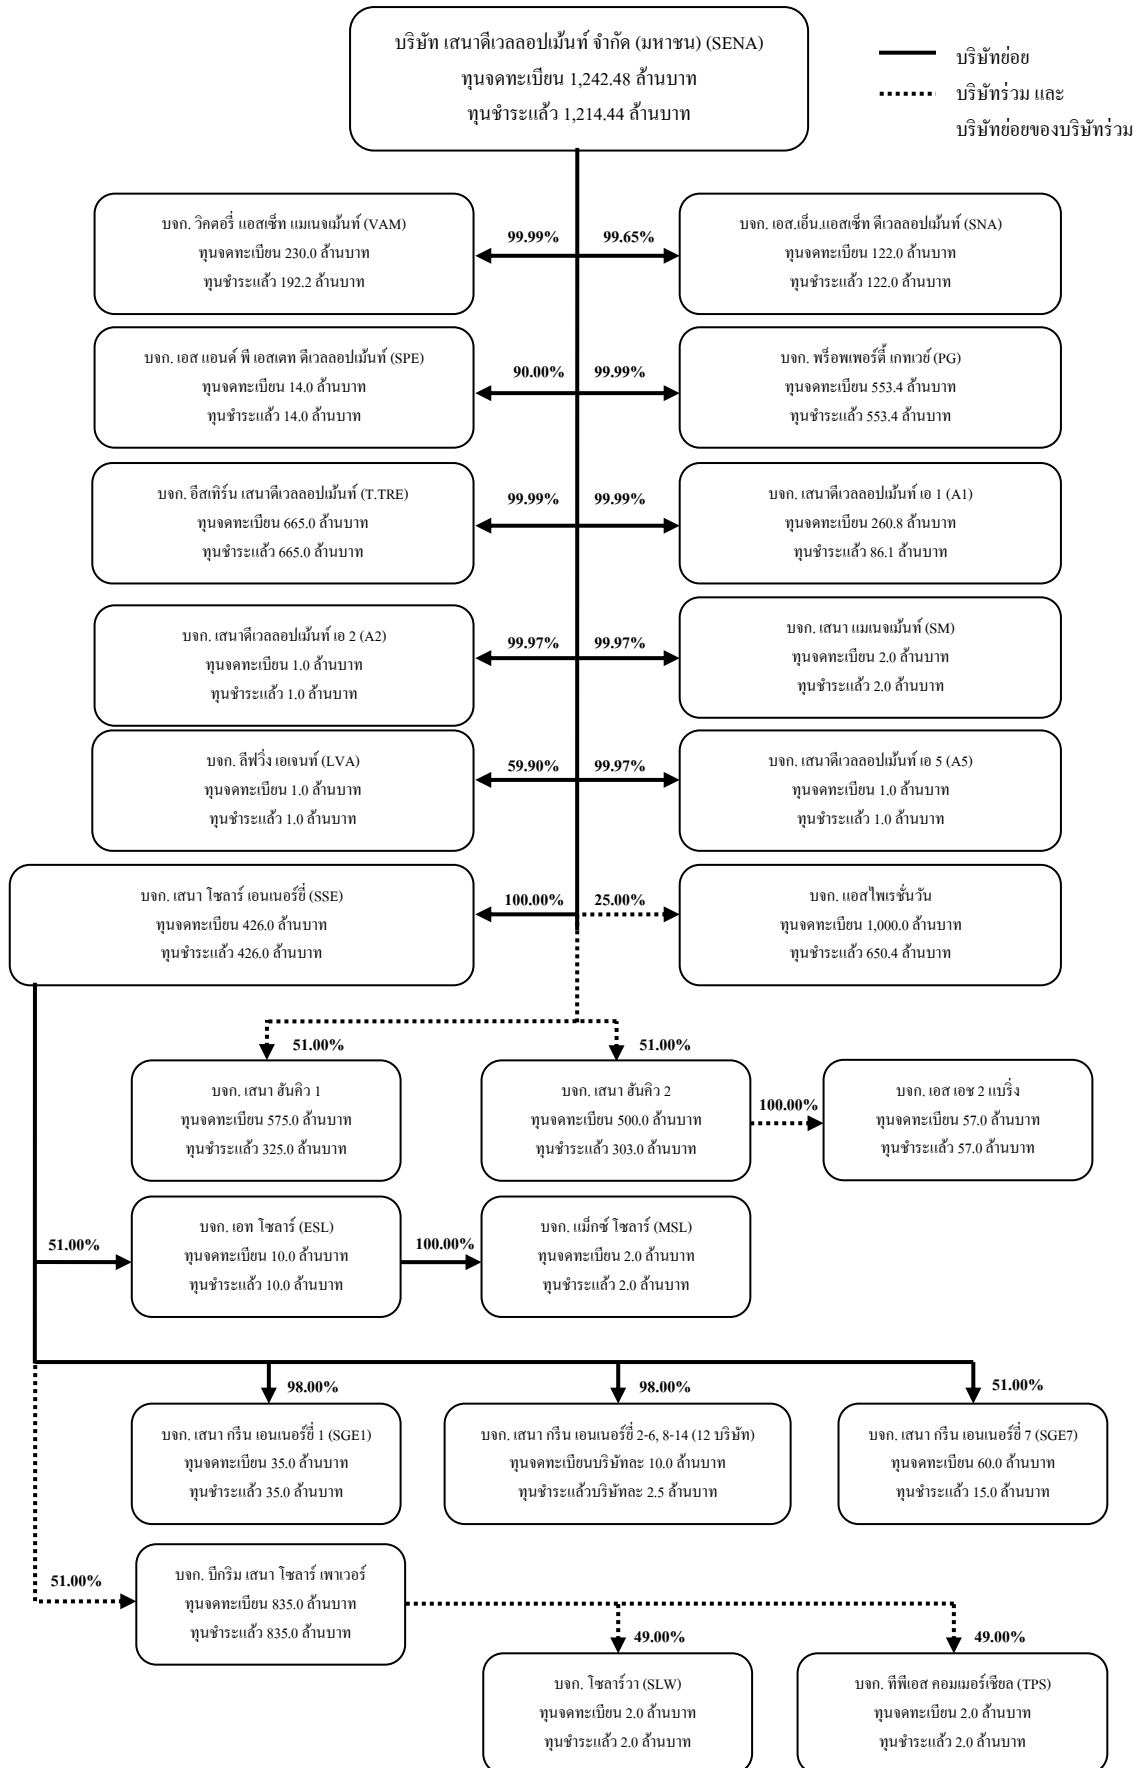 บริษัท เสนาดีเวลลอปเม้นท์ จำกัด (มหาชน) (SENA)
ทุนจดทะเบียน 1,242.48 ล้านบาท
ทุนชำระแล้ว 1,214.44 ล้านบาท
บริษัทย่อย
บริษัทร่วม และ
บริษัทย่อยของบริษัทร่วม
บจก. วิคตอรี่ แอสเซ็ท แมเนจเม้นท์ (VAM)
ทุนจดทะเบียน 230.0 ล้านบาท
ทุนชำระแล้ว 192.2 ล้านบาท
99.99%
99.65%
บจก. เอส.เอ็น.แอสเซ็ท ดีเวลลอปเม้นท์ (SNA)
ทุนจดทะเบียน 122.0 ล้านบาท
ทุนชำระแล้ว 122.0 ล้านบาท
บจก. เอส แอนด์ พี เอสเตท ดีเวลลอปเม้นท์ (SPE)
ทุนจดทะเบียน 14.0 ล้านบาท
ทุนชำระแล้ว 14.0 ล้านบาท
90.00%
99.99%
บจก. พร็อพเพอร์ตี้ เกทเวย์ (PG)
ทุนจดทะเบียน 553.4 ล้านบาท
ทุนชำระแล้ว 553.4 ล้านบาท
บจก. อีสเทิร์น เสนาดีเวลลอปเม้นท์ (T.TRE)
ทุนจดทะเบียน 665.0 ล้านบาท
ทุนชำระแล้ว 665.0 ล้านบาท
99.99%
99.99%
บจก. เสนาดีเวลลอปเม้นท์ เอ 1 (A1)
ทุนจดทะเบียน 260.8 ล้านบาท
ทุนชำระแล้ว 86.1 ล้านบาท
บจก. เสนาดีเวลลอปเม้นท์ เอ 2 (A2)
ทุนจดทะเบียน 1.0 ล้านบาท
ทุนชำระแล้ว 1.0 ล้านบาท
99.97%
99.97%
บจก. เสนา แมเนจเม้นท์ (SM)
ทุนจดทะเบียน 2.0 ล้านบาท
ทุนชำระแล้ว 2.0 ล้านบาท
บจก. ลีฟวิ่ง เอเจนท์ (LVA)
ทุนจดทะเบียน 1.0 ล้านบาท
ทุนชำระแล้ว 1.0 ล้านบาท
59.90%
99.97%
บจก. เสนาดีเวลลอปเม้นท์ เอ 5 (A5)
ทุนจดทะเบียน 1.0 ล้านบาท
ทุนชำระแล้ว 1.0 ล้านบาท
บจก. เสนา โซลาร์ เอนเนอร์ยี่ (SSE)
ทุนจดทะเบียน 426.0 ล้านบาท
ทุนชำระแล้ว 426.0 ล้านบาท
100.00%
25.00%
บจก. แอสไพเรชั่นวัน
ทุนจดทะเบียน 1,000.0 ล้านบาท
ทุนชำระแล้ว 650.4 ล้านบาท
51.00%
51.00%
บจก. เสนา ฮันคิว 1
ทุนจดทะเบียน 575.0 ล้านบาท
ทุนชำระแล้ว 325.0 ล้านบาท
บจก. เสนา ฮันคิว 2
ทุนจดทะเบียน 500.0 ล้านบาท
ทุนชำระแล้ว 303.0 ล้านบาท
100.00%
บจก. เอส เอช 2 แบริ่ง
ทุนจดทะเบียน 57.0 ล้านบาท
ทุนชำระแล้ว 57.0 ล้านบาท
51.00%
บจก. เอท โซลาร์ (ESL)
ทุนจดทะเบียน 10.0 ล้านบาท
ทุนชำระแล้ว 10.0 ล้านบาท
100.00%
บจก. แม็กซ์ โซลาร์ (MSL)
ทุนจดทะเบียน 2.0 ล้านบาท
ทุนชำระแล้ว 2.0 ล้านบาท
98.00%
98.00%
51.00%
บจก. เสนา กรีน เอนเนอร์ยี่ 1 (SGE1)
ทุนจดทะเบียน 35.0 ล้านบาท
ทุนชำระแล้ว 35.0 ล้านบาท
บจก. เสนา กรีน เอนเนอร์ยี่ 2-6, 8-14 (12 บริษัท)
ทุนจดทะเบียนบริษัทละ 10.0 ล้านบาท
ทุนชำระแล้วบริษัทละ 2.5 ล้านบาท
บจก. เสนา กรีน เอนเนอร์ยี่ 7 (SGE7)
ทุนจดทะเบียน 60.0 ล้านบาท
ทุนชำระแล้ว 15.0 ล้านบาท
51.00%
บจก. บีกริม เสนา โซลาร์ เพาเวอร์
ทุนจดทะเบียน 835.0 ล้านบาท
ทุนชำระแล้ว 835.0 ล้านบาท
49.00%
49.00%
บจก. โซลาร์วา (SLW)
ทุนจดทะเบียน 2.0 ล้านบาท
ทุนชำระแล้ว 2.0 ล้านบาท
บจก. ทีพีเอส คอมเมอร์เชียล (TPS)
ทุนจดทะเบียน 2.0 ล้านบาท
ทุนชำระแล้ว 2.0 ล้านบาท